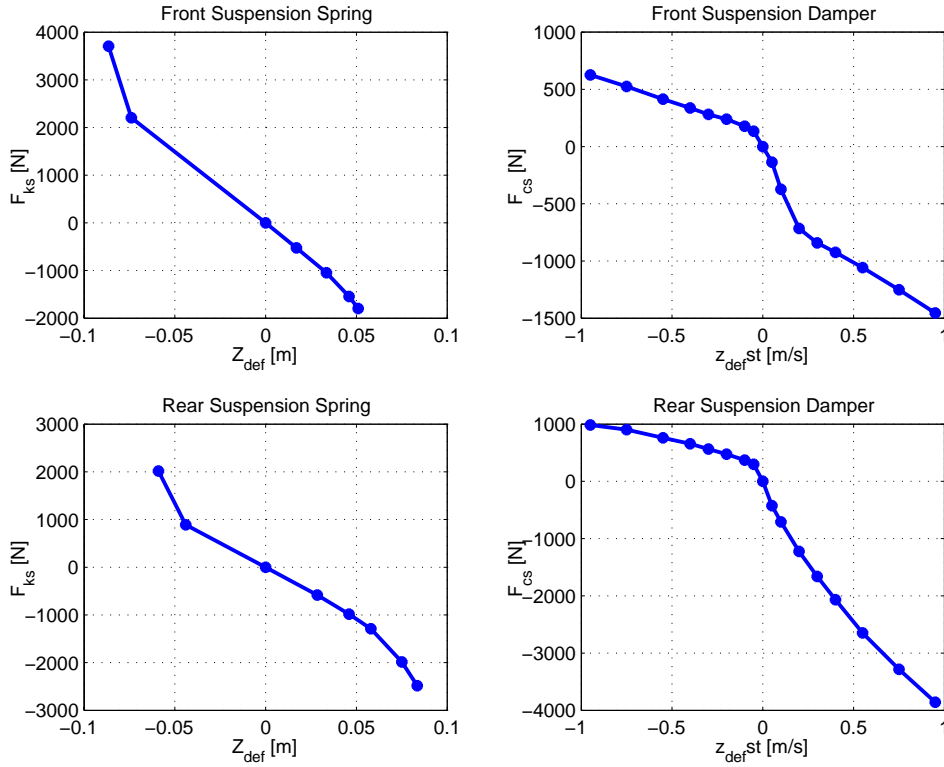 Front Suspension Spring
4000
3000
2000
1000
0
−1000
−2000
−0.1 −0.05 0 0.05 0.1
F_ks [N]
Z_def [m]
Front Suspension Damper
1000
500
0
−500
−1000
−1500
−1 −0.5 0 0.5 1
F_cs [N]
z_def st [m/s]
Rear Suspension Spring
3000
2000
1000
0
−1000
−2000
−3000
−0.1 −0.05 0 0.05 0.1
F_ks [N]
Z_def [m]
Rear Suspension Damper
1000
0
−1000
−2000
−3000
−4000
−1 −0.5 0 0.5 1
F_cs [N]
z_def st [m/s]